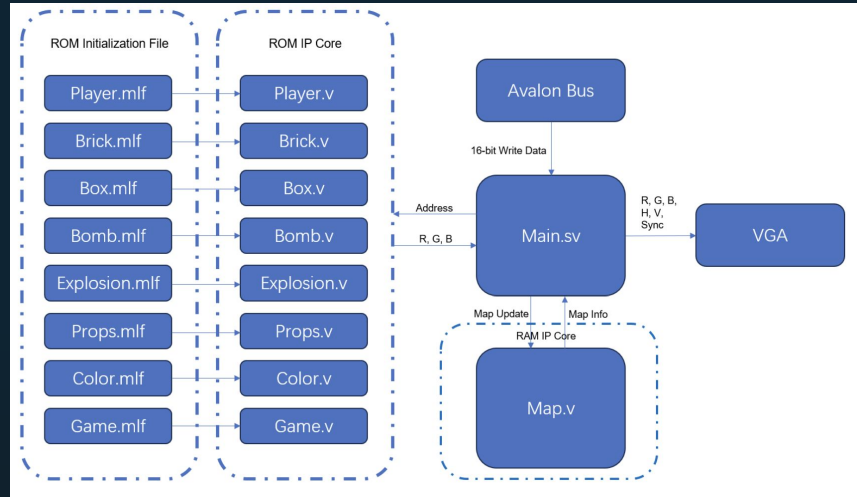 ROM Initialization File
Player.mlf
Brick.mlf
Box.mlf
Bomb.mlf
Explosion.mlf
Props.mlf
Color.mlf
Game.mlf
ROM IP Core
Player.v
Brick.v
Box.v
Bomb.v
Explosion.v
Props.v
Color.v
Game.v
Address
R, G, B
Avalon Bus
16-bit Write Data
Main.sv
R, G, B,
H, V,
Sync
VGA
Map Update
Map Info
RAM IP Core
Map.v